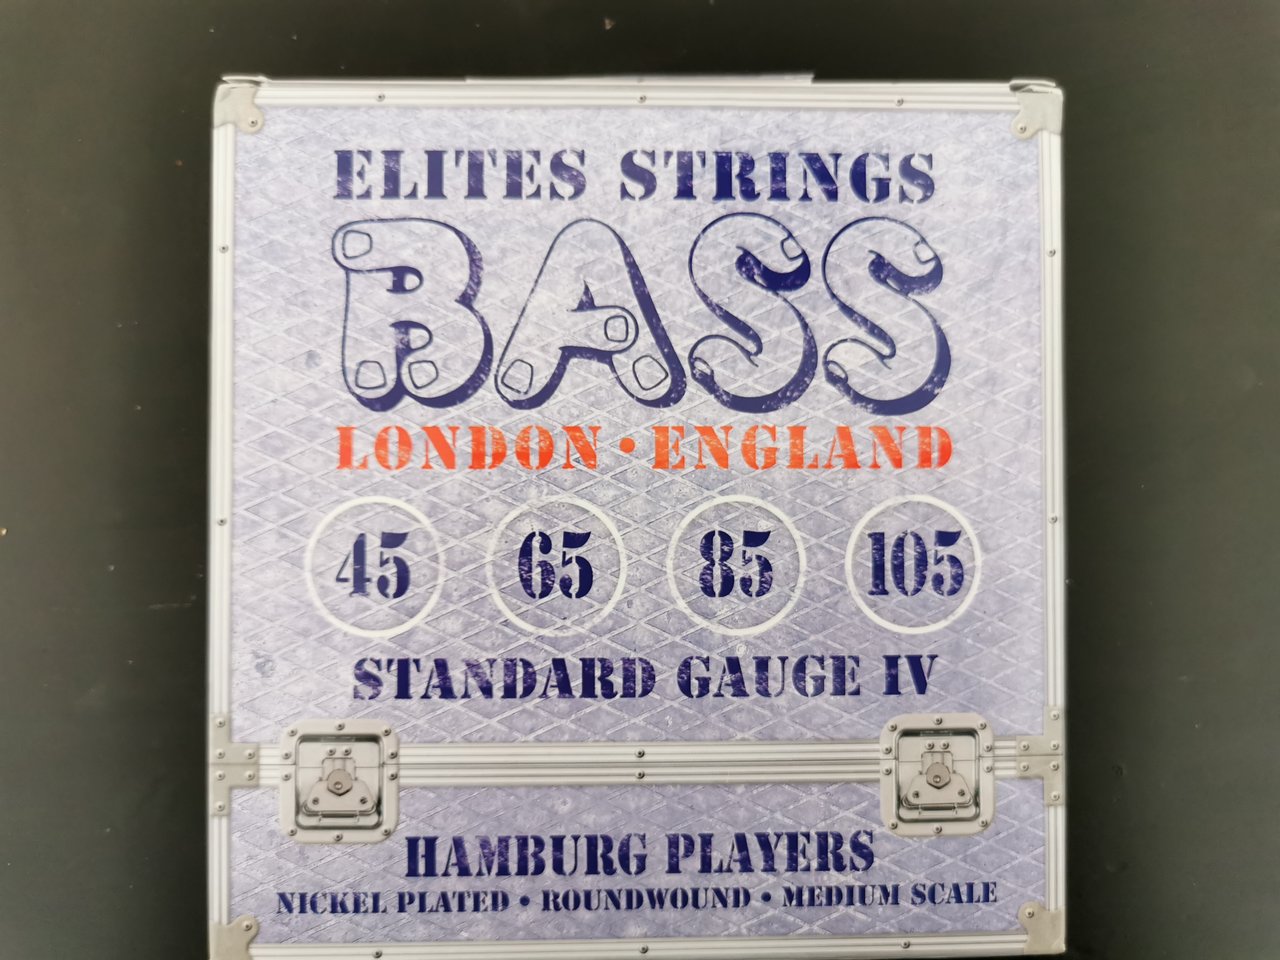 ELITES STRINGS
BASS
LONDON • ENGLAND
45 65 85 105
STANDARD GAUGE IV
HAMBURG PLAYERS
NICKEL PLATED • ROUNDWOUND • MEDIUM SCALE